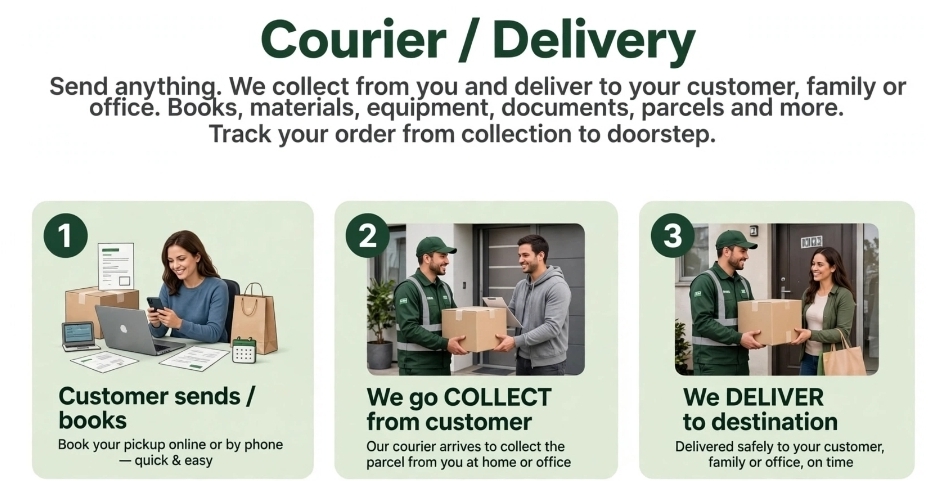 Courier / Delivery
Send anything. We collect from you and deliver to your customer, family or
office. Books, materials, equipment, documents, parcels and more.
Track your order from collection to doorstep.
1
Customer sends /
books
Book your pickup online or by phone
— quick & easy
2
We go COLLECT
from customer
Our courier arrives to collect the
parcel from you at home or office
3
We DELIVER
to destination
Delivered safely to your customer,
family or office, on time